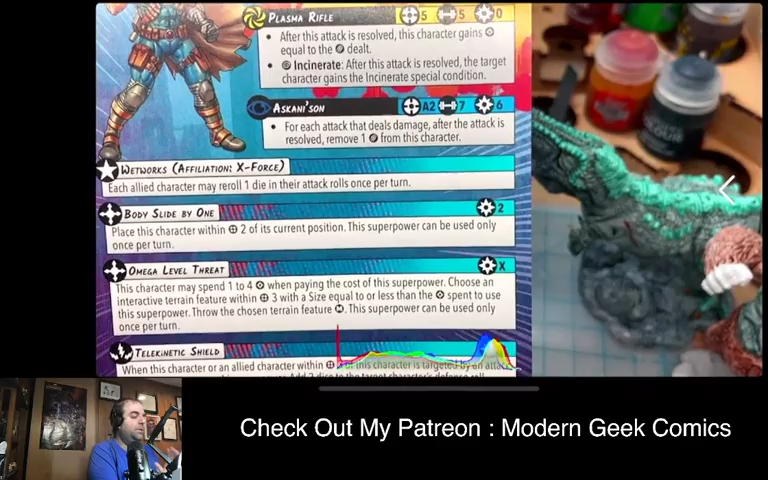 PLASMA RIFLE 5 5 0
• After this attack is resolved, this character gains
equal to the dealt.
• Incinerate: After this attack is resolved, the target
character gains the Incinerate special condition.
ASKANI'SON A2 7 6
• For each attack that deals damage, after the attack is
resolved, remove 1 from this character.
WETWORKS (AFFILIATION: X-FORCE)
Each allied character may reroll 1 die in their attack rolls once per turn.
BODY SLIDE BY ONE 2
Place this character within 2 of its current position. This superpower can be used only
once per turn.
OMEGA LEVEL THREAT X
This character may spend 1 to 4 when paying the cost of this superpower. Choose an
interactive terrain feature within 3 with a Size equal to or less than the spent to use
this superpower. Throw the chosen terrain feature M. This superpower can be used only
once per turn.
TELEKINETIC SHIELD
When this character or an allied character within of this character is targeted by an attack
Check Out My Patreon : Modern Geek Comics